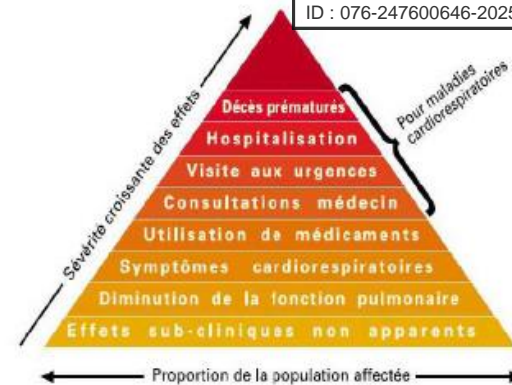 ID : 076-247600646-2025
Sévérité croissante des effets
Pour maladies
cardiorespiratoires
Décès prématurés
Hospitalisation
Visite aux urgences
Consultations médecin
Utilisation de médicaments
Symptômes cardiorespiratoires
Diminution de la fonction pulmonaire
Effets sub-cliniques non apparents
Proportion de la population affectée